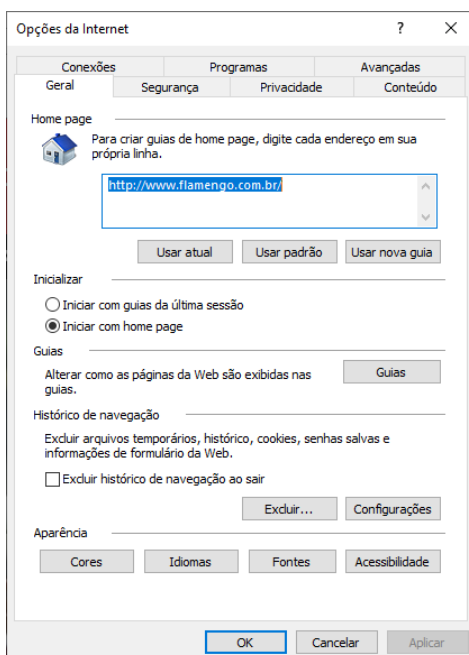 Opções da Internet ? X
Conexões Programas Avançadas
Geral Segurança Privacidade Conteúdo
Home page
Para criar guias de home page, digite cada endereço em sua
própria linha.
http://www.flamengo.com.br/
Usar atual Usar padrão Usar nova guia
Inicializar
Iniciar com guias da última sessão
Iniciar com home page
Guias
Alterar como as páginas da Web são exibidas nas
guias.
Guias
Histórico de navegação
Excluir arquivos temporários, histórico, cookies, senhas salvas e
informações de formulário da Web.
Excluir histórico de navegação ao sair
Excluir... Configurações
Aparência
Cores Idiomas Fontes Acessibilidade
OK Cancelar Aplicar